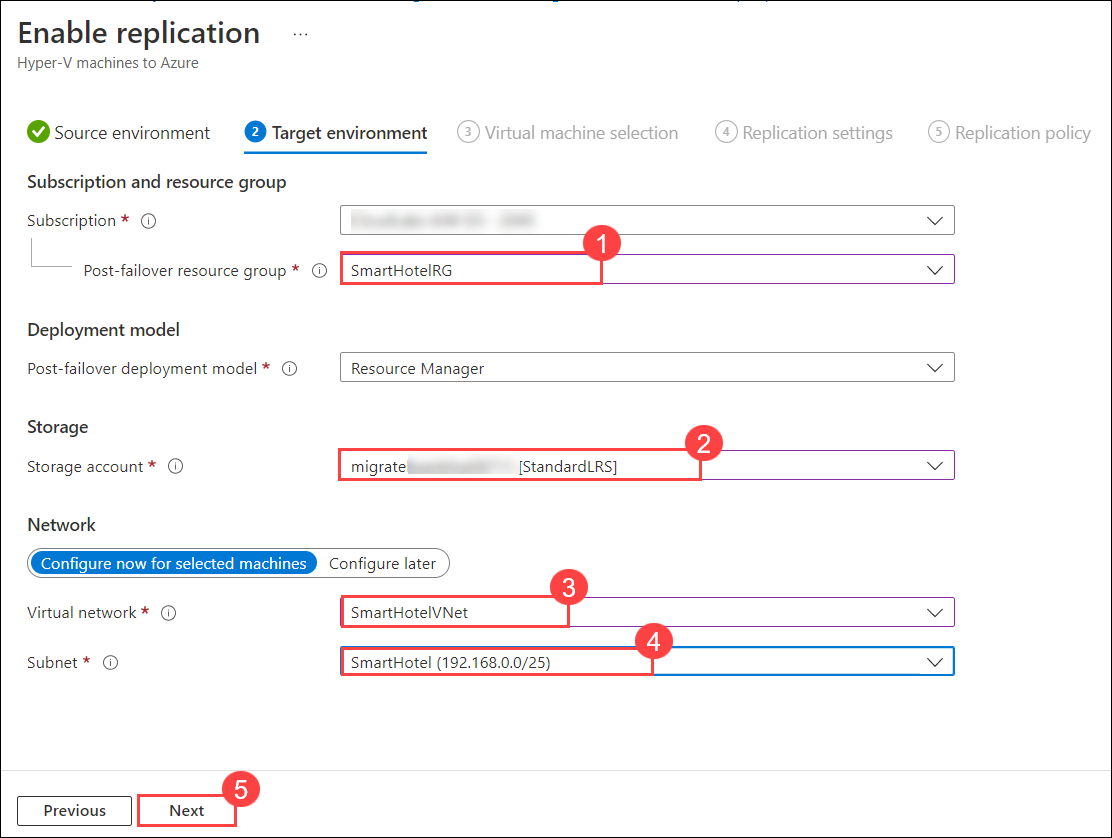 Enable replication ...
Hyper-V machines to Azure
Source environment 2 Target environment 3 Virtual machine selection 4 Replication settings 5 Replication policy
Subscription and resource group
Subscription *
1
Post-failover resource group * SmartHotelRG
Deployment model
Post-failover deployment model * Resource Manager
Storage
2
Storage account * migrate [StandardLRS]
Network
Configure now for selected machines Configure later
3
Virtual network * SmartHotelVNet
4
Subnet * SmartHotel (192.168.0.0/25)
5
Previous Next